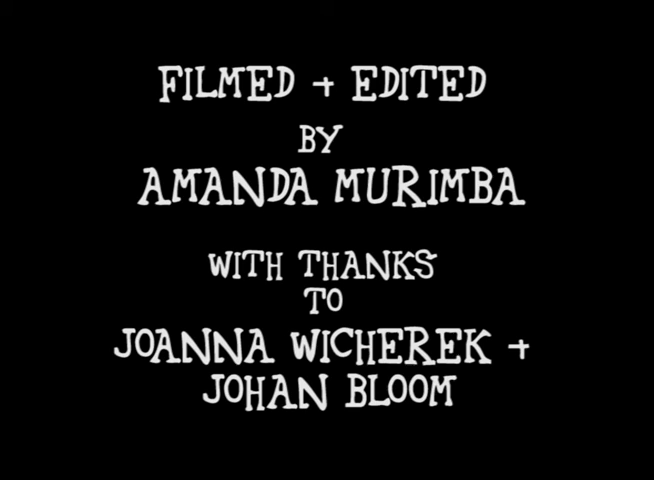 FILMED + EDITED
BY
AMANDA MURIMBA
WITH THANKS
TO
JOANNA WICHEREK +
JOHAN BLOOM